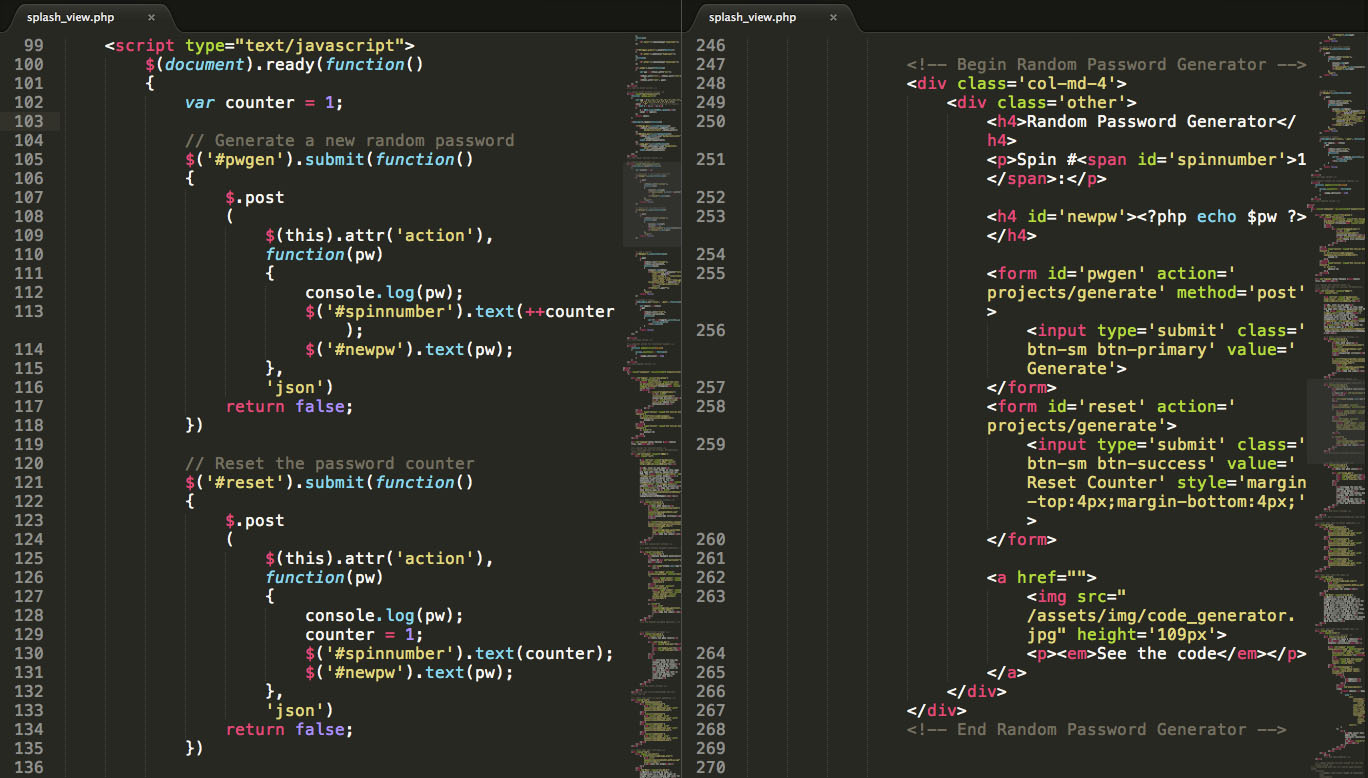 splash_view.php ×
99 <script type="text/javascript">
100 $(document).ready(function()
101 {
102 var counter = 1;
103
104 // Generate a new random password
105 $('#pwgen').submit(function()
106 {
107 $.post
108 (
109 $(this).attr('action'),
110 function(pw)
111 {
112 console.log(pw);
113 $('#spinnumber').text(++counter
);
114 $('#newpw').text(pw);
115 },
116 'json')
117 return false;
118 })
119
120 // Reset the password counter
121 $('#reset').submit(function()
122 {
123 $.post
124 (
125 $(this).attr('action'),
126 function(pw)
127 {
128 console.log(pw);
129 counter = 1;
130 $('#spinnumber').text(counter);
131 $('#newpw').text(pw);
132 },
133 'json')
134 return false;
135 })
136
splash_view.php ×
246
247 <!-- Begin Random Password Generator -->
248 <div class='col-md-4'>
249 <div class='other'>
250 <h4>Random Password Generator</
h4>
251 <p>Spin #<span id='spinnumber'>1
</span>:</p>
252
253 <h4 id='newpw'><?php echo $pw ?>
</h4>
254
255 <form id='pwgen' action='
projects/generate' method='post'
>
256 <input type='submit' class='
btn-sm btn-primary' value='
Generate'>
257 </form>
258 <form id='reset' action='
projects/generate'>
259 <input type='submit' class='
btn-sm btn-success' value='
Reset Counter' style='margin
-top:4px;margin-bottom:4px;'
>
260 </form>
261
262 <a href="">
263 <img src="
/assets/img/code_generator.
jpg" height='109px'>
264 <p><em>See the code</em></p>
265 </a>
266 </div>
267 </div>
268 <!-- End Random Password Generator -->
269
270